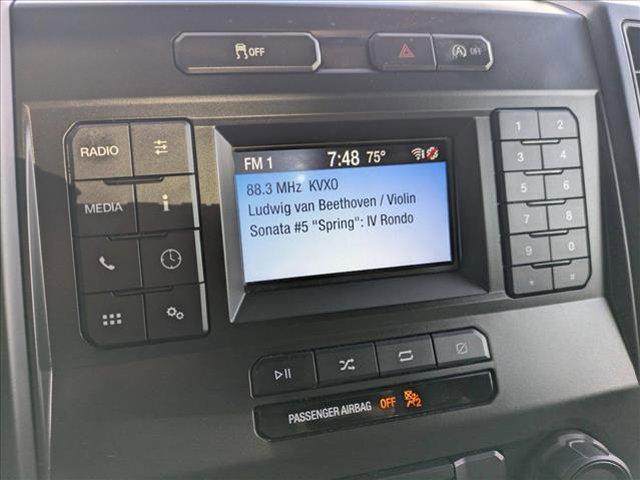 OFF
OFF
RADIO
MEDIA
i
FM 1 7:48 75°
88.3 MHz KVXO
Ludwig van Beethoven / Violin
Sonata #5 "Spring": IV Rondo
1 2
3 4
5 6
7 8
9 0
* #
PASSENGER AIRBAG OFF 2